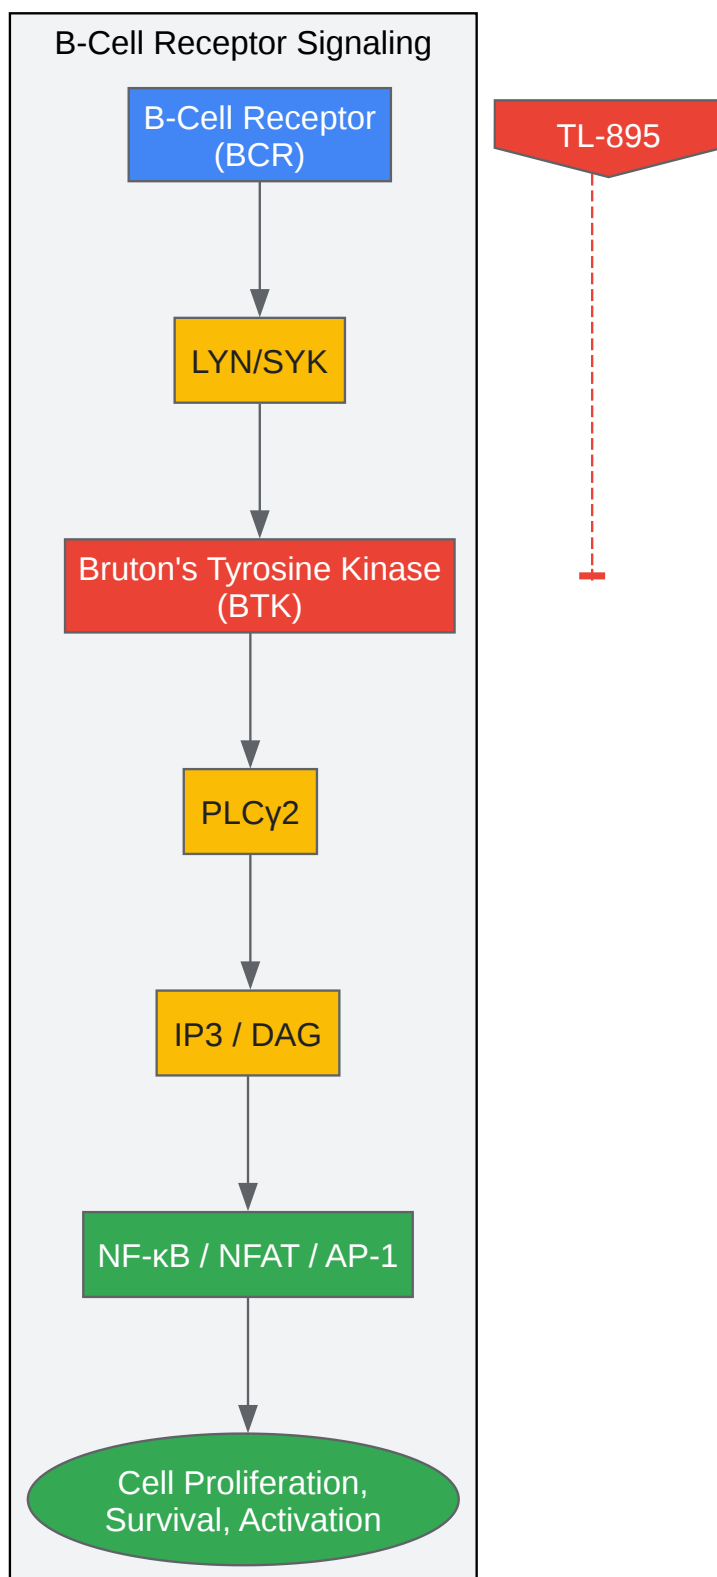 B-Cell Receptor Signaling
B-Cell Receptor
(BCR)
TL-895
LYN/SYK
Bruton's Tyrosine Kinase
(BTK)
PLCγ2
IP3 / DAG
NF-κB / NFAT / AP-1
Cell Proliferation,
Survival, Activation